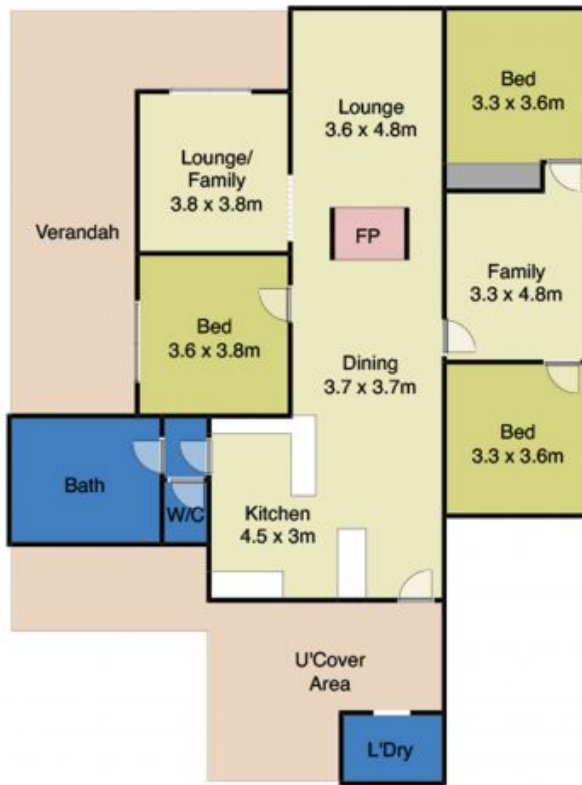 Bed
3.3 x 3.6m
Lounge
3.6 x 4.8m
Lounge/
Family
3.8 x 3.8m
Verandah
FP
Family
3.3 x 4.8m
Bed
3.6 x 3.8m
Dining
3.7 x 3.7m
Bed
3.3 x 3.6m
Bath
W/C
Kitchen
4.5 x 3m
U'Cover
Area
L'Dry